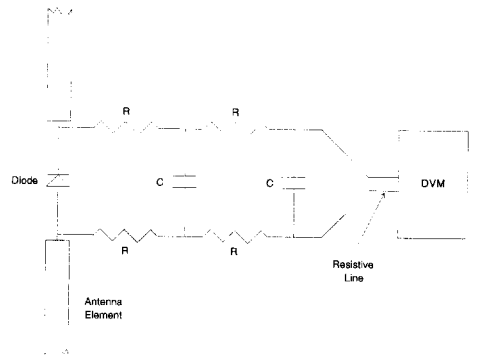 R R
Diode C C DVM
R R
Resistive
Line
Antenna
Element